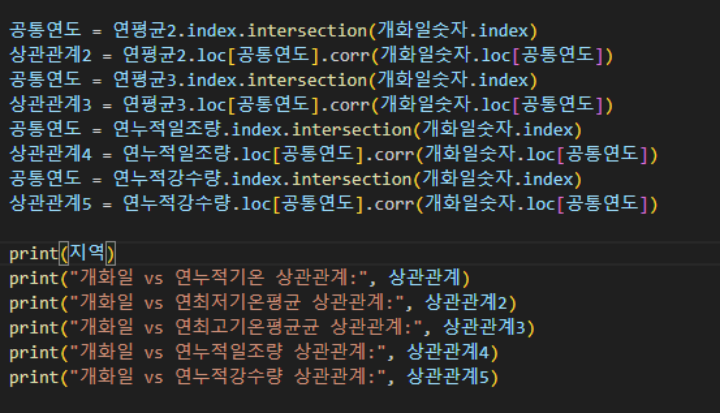 공통연도 = 연평균2.index.intersection(개화일숫자.index)
상관관계2 = 연평균2.loc[공통연도].corr(개화일숫자.loc[공통연도])
공통연도 = 연평균3.index.intersection(개화일숫자.index)
상관관계3 = 연평균3.loc[공통연도].corr(개화일숫자.loc[공통연도])
공통연도 = 연누적일조량.index.intersection(개화일숫자.index)
상관관계4 = 연누적일조량.loc[공통연도].corr(개화일숫자.loc[공통연도])
공통연도 = 연누적강수량.index.intersection(개화일숫자.index)
상관관계5 = 연누적강수량.loc[공통연도].corr(개화일숫자.loc[공통연도])
print(지역)
print("개화일 vs 연누적기온 상관관계:", 상관관계)
print("개화일 vs 연최저기온평균 상관관계:", 상관관계2)
print("개화일 vs 연최고기온평균균 상관관계:", 상관관계3)
print("개화일 vs 연누적일조량 상관관계:", 상관관계4)
print("개화일 vs 연누적강수량 상관관계:", 상관관계5)